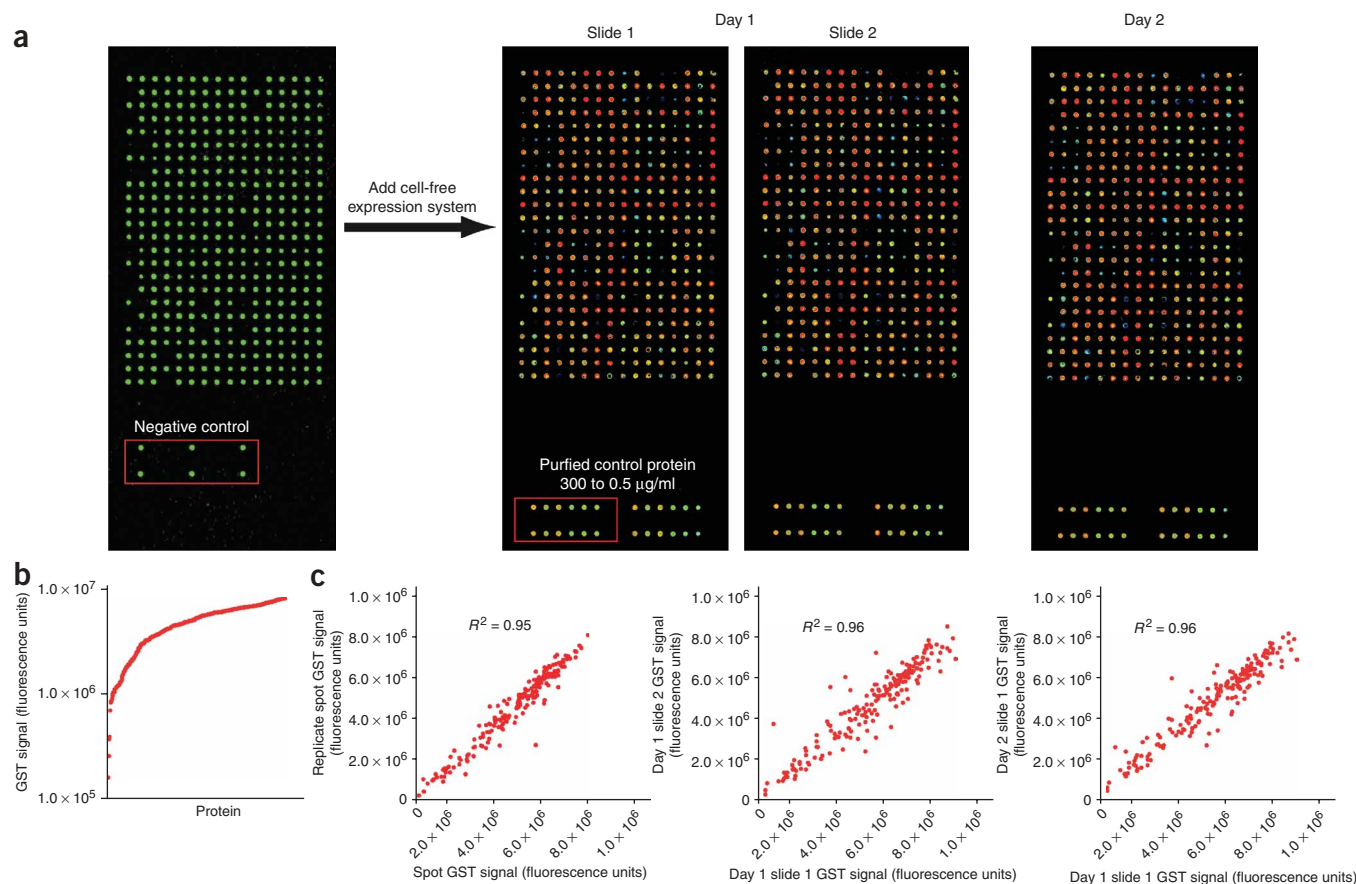 a
Day 1
Slide 1
Slide 2
Day 2
Add cell-free
expression system
Negative control
Purfied control protein
300 to 0.5 µg/ml
b
GST signal (fluorescence units)
1.0 × 10⁷
1.0 × 10⁶
1.0 × 10⁵
Protein
c
Replicate spot GST signal
(fluorescence units)
1.0 × 10⁶
8.0 × 10⁶
6.0 × 10⁶
4.0 × 10⁶
2.0 × 10⁶
0
R² = 0.95
0
2.0 × 10⁶
4.0 × 10⁶
6.0 × 10⁶
8.0 × 10⁶
1.0 × 10⁶
Spot GST signal (fluorescence units)
Day 1 slide 2 GST signal
(fluorescence units)
1.0 × 10⁶
8.0 × 10⁶
6.0 × 10⁶
4.0 × 10⁶
2.0 × 10⁶
0
R² = 0.96
0
2.0 × 10⁶
4.0 × 10⁶
6.0 × 10⁶
8.0 × 10⁶
1.0 × 10⁶
Day 1 slide 1 GST signal (fluorescence units)
Day 2 slide 1 GST signal
(fluorescence units)
1.0 × 10⁶
8.0 × 10⁶
6.0 × 10⁶
4.0 × 10⁶
2.0 × 10⁶
0
R² = 0.96
0
2.0 × 10⁶
4.0 × 10⁶
6.0 × 10⁶
8.0 × 10⁶
1.0 × 10⁶
Day 1 slide 1 GST signal (fluorescence units)